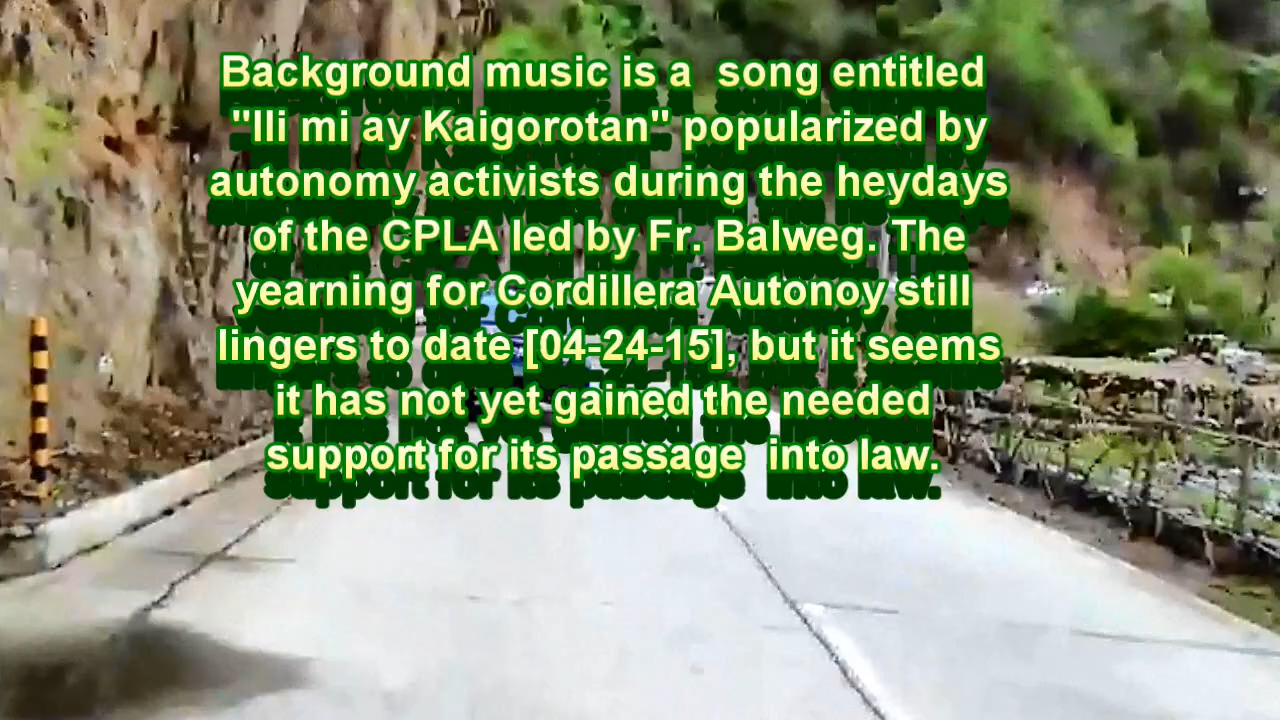 Background music is a  song entitled
"Ili mi ay Kaigorotan" popularized by
autonomy activists during the heydays
of the CPLA led by Fr. Balweg. The
yearning for Cordillera Autonoy still
lingers to date [04-24-15], but it seems
it has not yet gained the needed
support for its passage  into law.